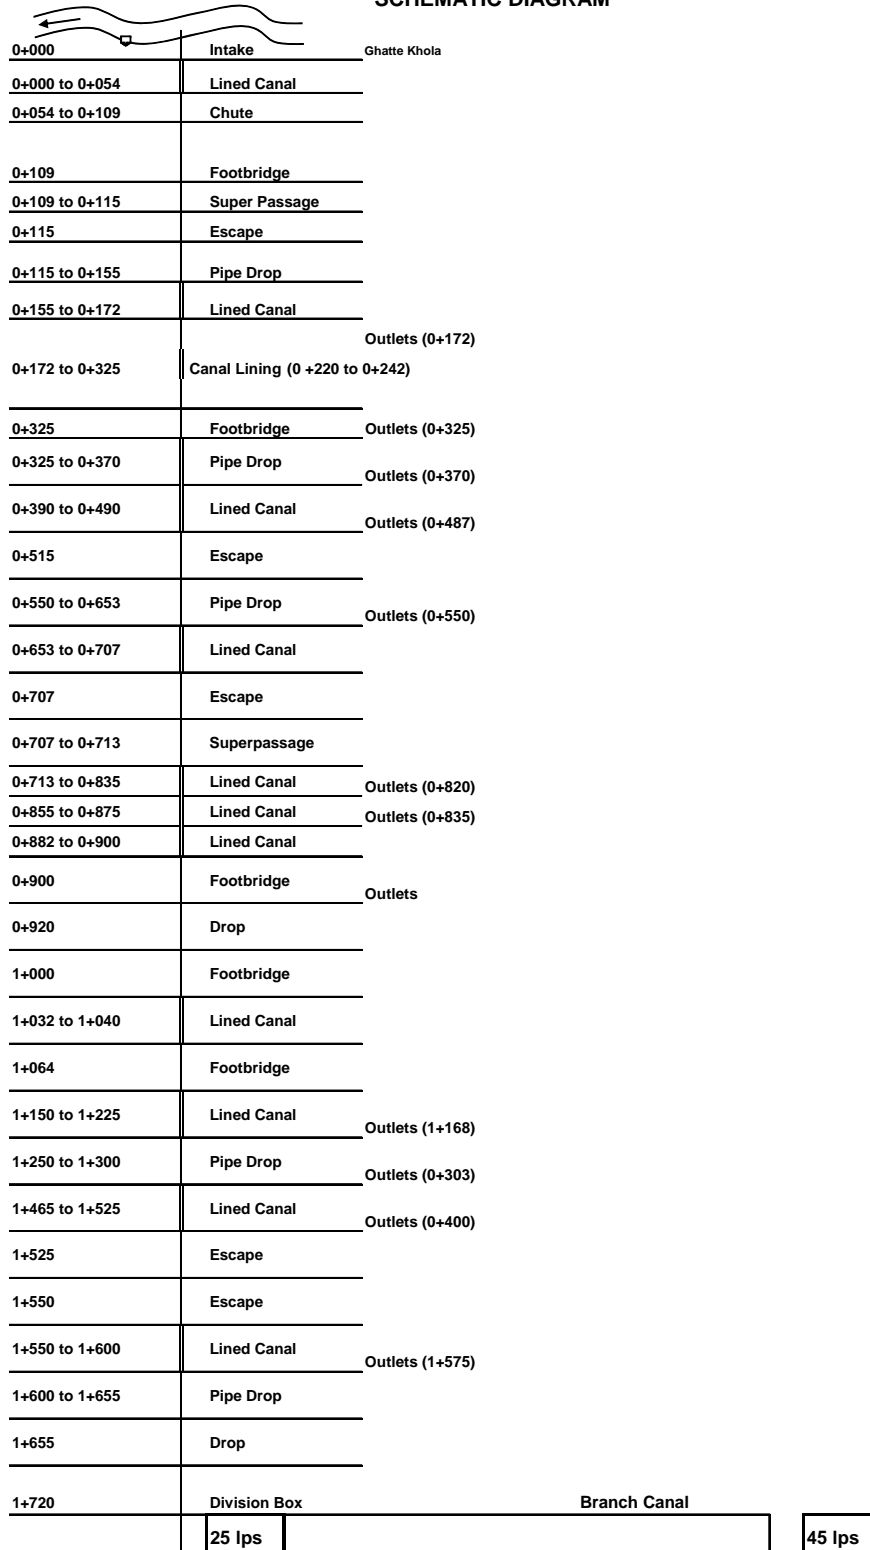 SCHEMATIC DIAGRAM
0+000 Intake Ghatte Khola
0+000 to 0+054 Lined Canal
0+054 to 0+109 Chute
0+109 Footbridge
0+109 to 0+115 Super Passage
0+115 Escape
0+115 to 0+155 Pipe Drop
0+155 to 0+172 Lined Canal
Outlets (0+172)
0+172 to 0+325 Canal Lining (0 +220 to 0+242)
0+325 Footbridge Outlets (0+325)
0+325 to 0+370 Pipe Drop
Outlets (0+370)
0+390 to 0+490 Lined Canal
Outlets (0+487)
0+515 Escape
0+550 to 0+653 Pipe Drop
Outlets (0+550)
0+653 to 0+707 Lined Canal
0+707 Escape
0+707 to 0+713 Superpassage
0+713 to 0+835 Lined Canal Outlets (0+820)
0+855 to 0+875 Lined Canal Outlets (0+835)
0+882 to 0+900 Lined Canal
0+900 Footbridge
Outlets
0+920 Drop
1+000 Footbridge
1+032 to 1+040 Lined Canal
1+064 Footbridge
1+150 to 1+225 Lined Canal
Outlets (1+168)
1+250 to 1+300 Pipe Drop
Outlets (0+303)
1+465 to 1+525 Lined Canal
Outlets (0+400)
1+525 Escape
1+550 Escape
1+550 to 1+600 Lined Canal
Outlets (1+575)
1+600 to 1+655 Pipe Drop
1+655 Drop
1+720 Division Box Branch Canal
25 lps 45 lps